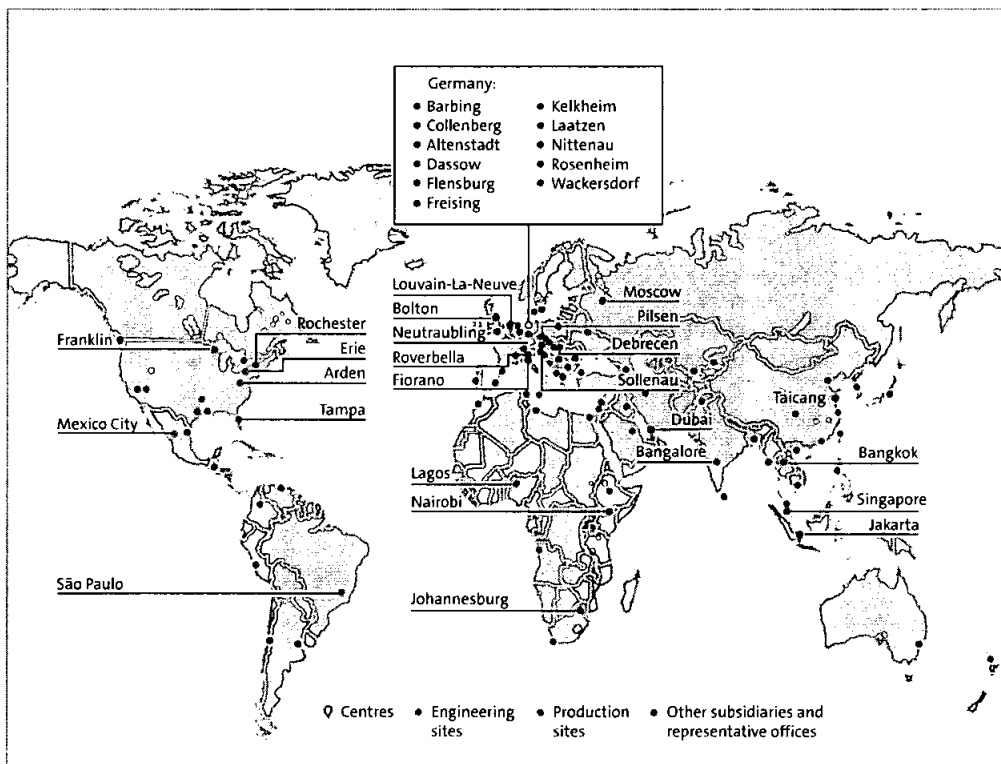 Germany:
Barbing
Collenberg
Altenstadt
Dassow
Flensburg
Freising
Kelkheim
Laatzen
Nittenau
Rosenheim
Wackersdorf
Louvain-La-Neuve
Bolton
Neutraubling
Roverbella
Fiorano
Moscow
Pilsen
Debrecen
Sollenau
Rochester
Franklin
Erie
Arden
Tampa
Mexico City
Taicang
Dubai
Bangalore
Bangkok
Lagos
Nairobi
Singapore
Jakarta
São Paulo
Johannesburg
Centres
Engineering
sites
Production
sites
Other subsidiaries and
representative offices